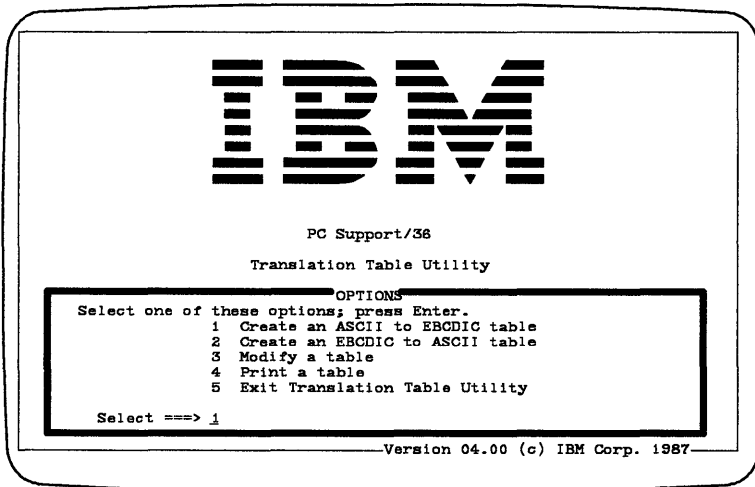 IBM
PC Support/36
Translation Table Utility
OPTIONS
Select one of these options; press Enter.
1 Create an ASCII to EBCDIC table
2 Create an EBCDIC to ASCII table
3 Modify a table
4 Print a table
5 Exit Translation Table Utility
Select ===> 1
Version 04.00 (c) IBM Corp. 1987